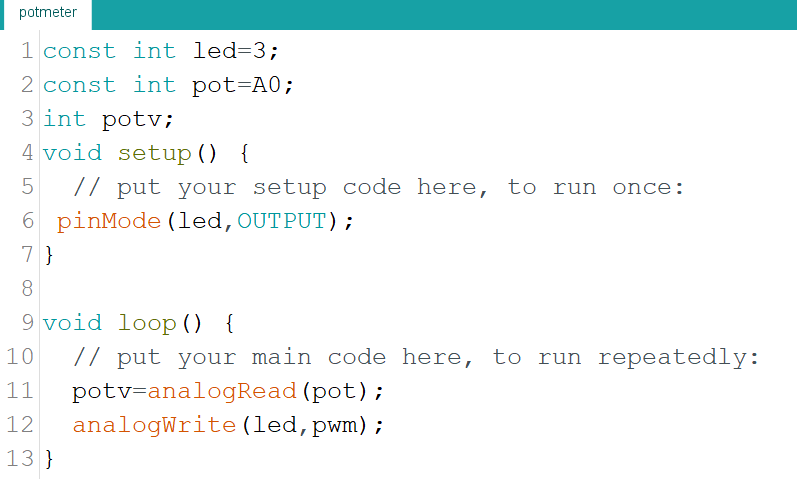 potmeter
1 const int led=3;
2 const int pot=A0;
3 int potv;
4 void setup() {
5   // put your setup code here, to run once:
6  pinMode(led,OUTPUT);
7 }
8
9 void loop() {
10   // put your main code here, to run repeatedly:
11   potv=analogRead(pot);
12   analogWrite(led,pwm);
13 }